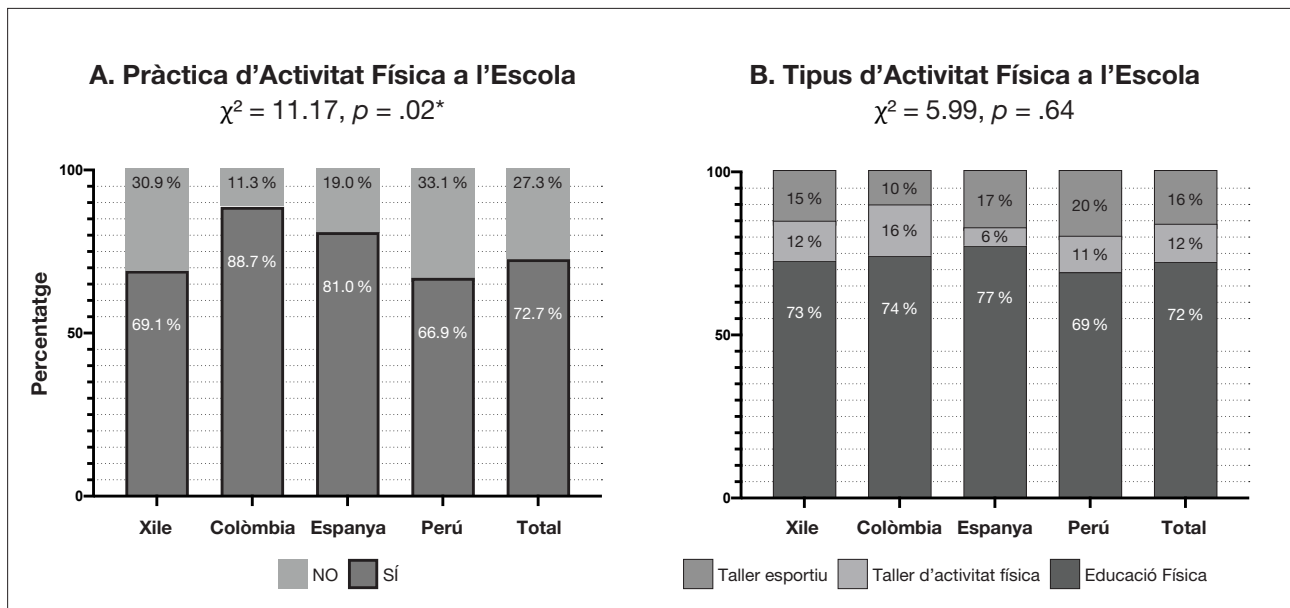 A. Pràctica d'Activitat Física a l'Escola
χ² = 11.17, p = .02*
Percentatge
100
50
0
30.9 %
11.3 %
19.0 %
33.1 %
27.3 %
69.1 %
88.7 %
81.0 %
66.9 %
72.7 %
Xile
Colòmbia
Espanya
Perú
Total
NO
SÍ
B. Tipus d'Activitat Física a l'Escola
χ² = 5.99, p = .64
100
50
0
15 %
10 %
17 %
20 %
16 %
12 %
16 %
6 %
11 %
12 %
73 %
74 %
77 %
69 %
72 %
Xile
Colòmbia
Espanya
Perú
Total
Taller esportiu
Taller d'activitat física
Educació Física